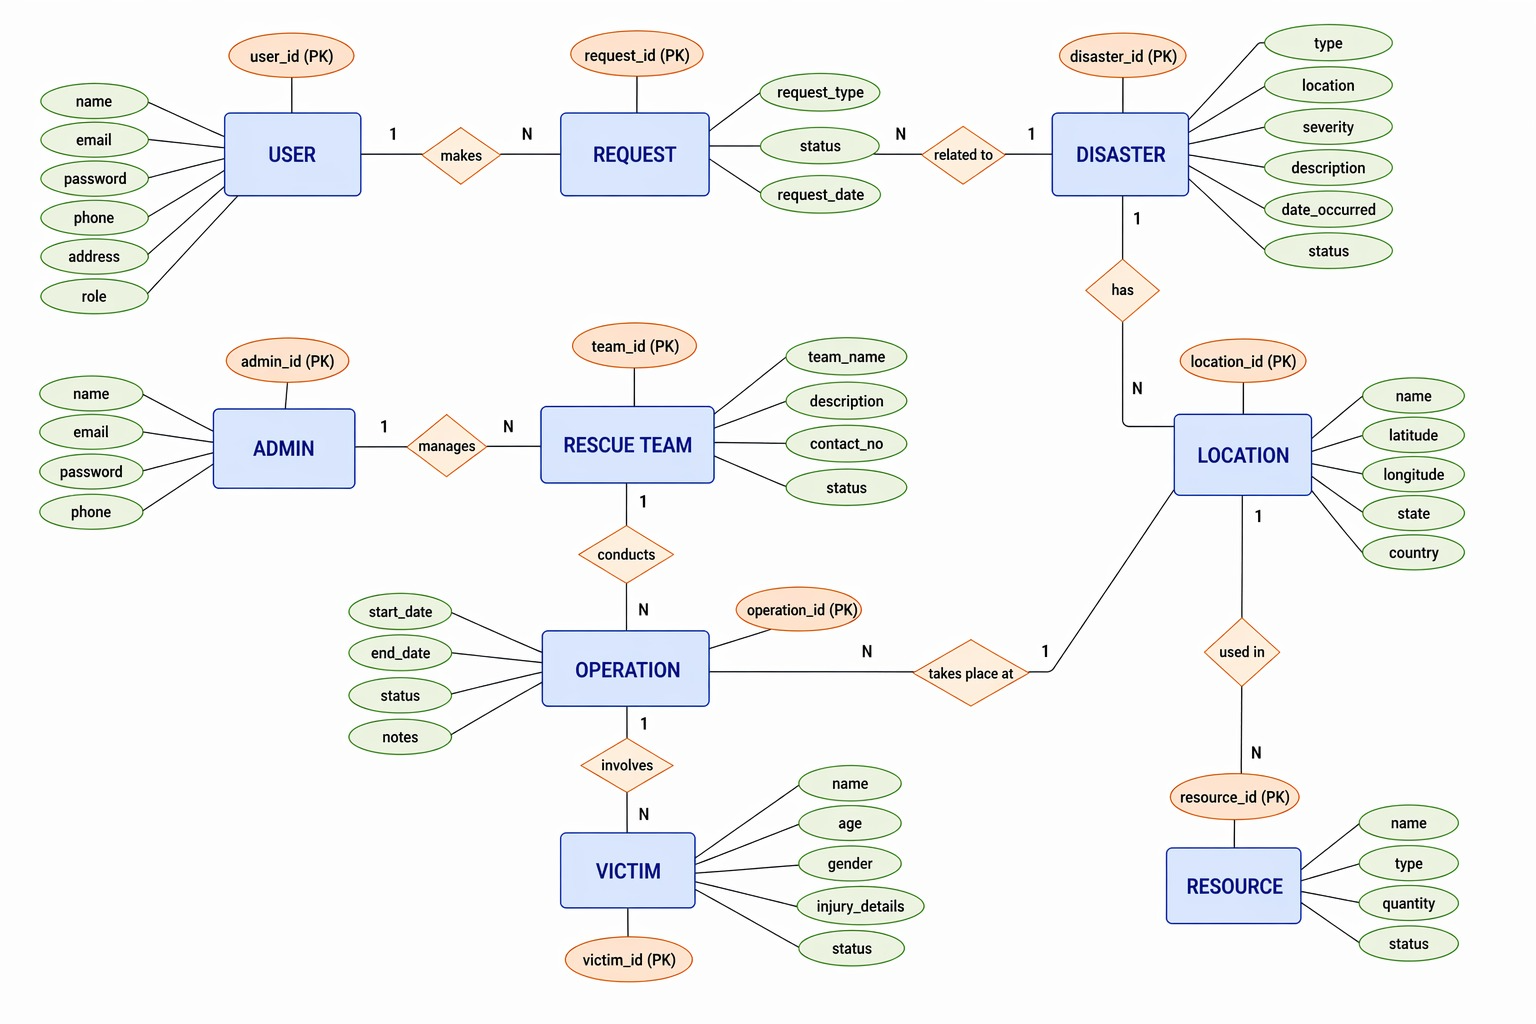 user_id (PK)
name
email
password
phone
address
role
USER
1
makes
N
request_id (PK)
REQUEST
request_type
status
request_date
N
related to
1
disaster_id (PK)
DISASTER
type
location
severity
description
date_occurred
status
1
has
N
admin_id (PK)
name
email
password
phone
ADMIN
1
manages
N
team_id (PK)
RESCUE TEAM
team_name
description
contact_no
status
location_id (PK)
LOCATION
name
latitude
longitude
state
country
1
conducts
N
start_date
end_date
status
notes
OPERATION
operation_id (PK)
N
takes place at
1
1
used in
N
1
involves
N
VICTIM
name
age
gender
injury_details
status
victim_id (PK)
resource_id (PK)
RESOURCE
name
type
quantity
status